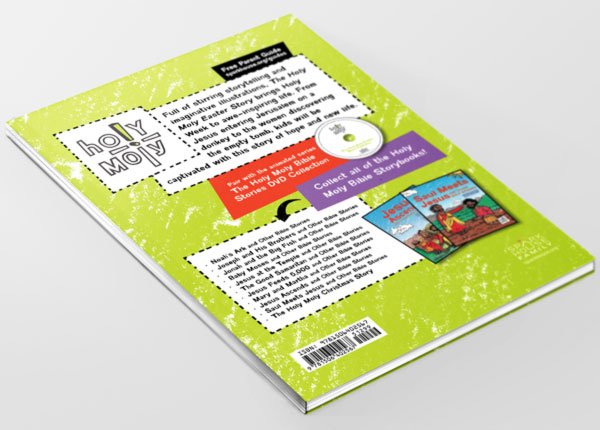 Free Parent Guide
sparkhouse.org/guides
holy
moly
Full of stirring storytelling and
imaginative illustrations, The Holy
Moly Easter Story brings Holy
Week to awe-inspiring life. From
Jesus entering Jerusalem on a
donkey to the women discovering
the empty tomb, kids will be
captivated with this story of hope and new life.
Pair with the animated series
The Holy Moly Bible
Stories DVD Collection
Collect all of the Holy
Moly Bible Storybooks!
Noah's Ark and Other Bible Stories
Joseph and His Brothers and Other Bible Stories
Jonah and the Big Fish and Other Bible Stories
Baby Moses and Other Bible Stories
Jesus at the Temple and Other Bible Stories
The Good Samaritan and Other Bible Stories
Jesus Feeds 5,000 and Other Bible Stories
Mary and Martha and Other Bible Stories
Jesus Ascends and Other Bible Stories
Saul Meets Jesus and Other Bible Stories
The Holy Moly Christmas Story
Jesus
Ascends
Saul Meets
Jesus
SPARK
HOUSE
FAMILY